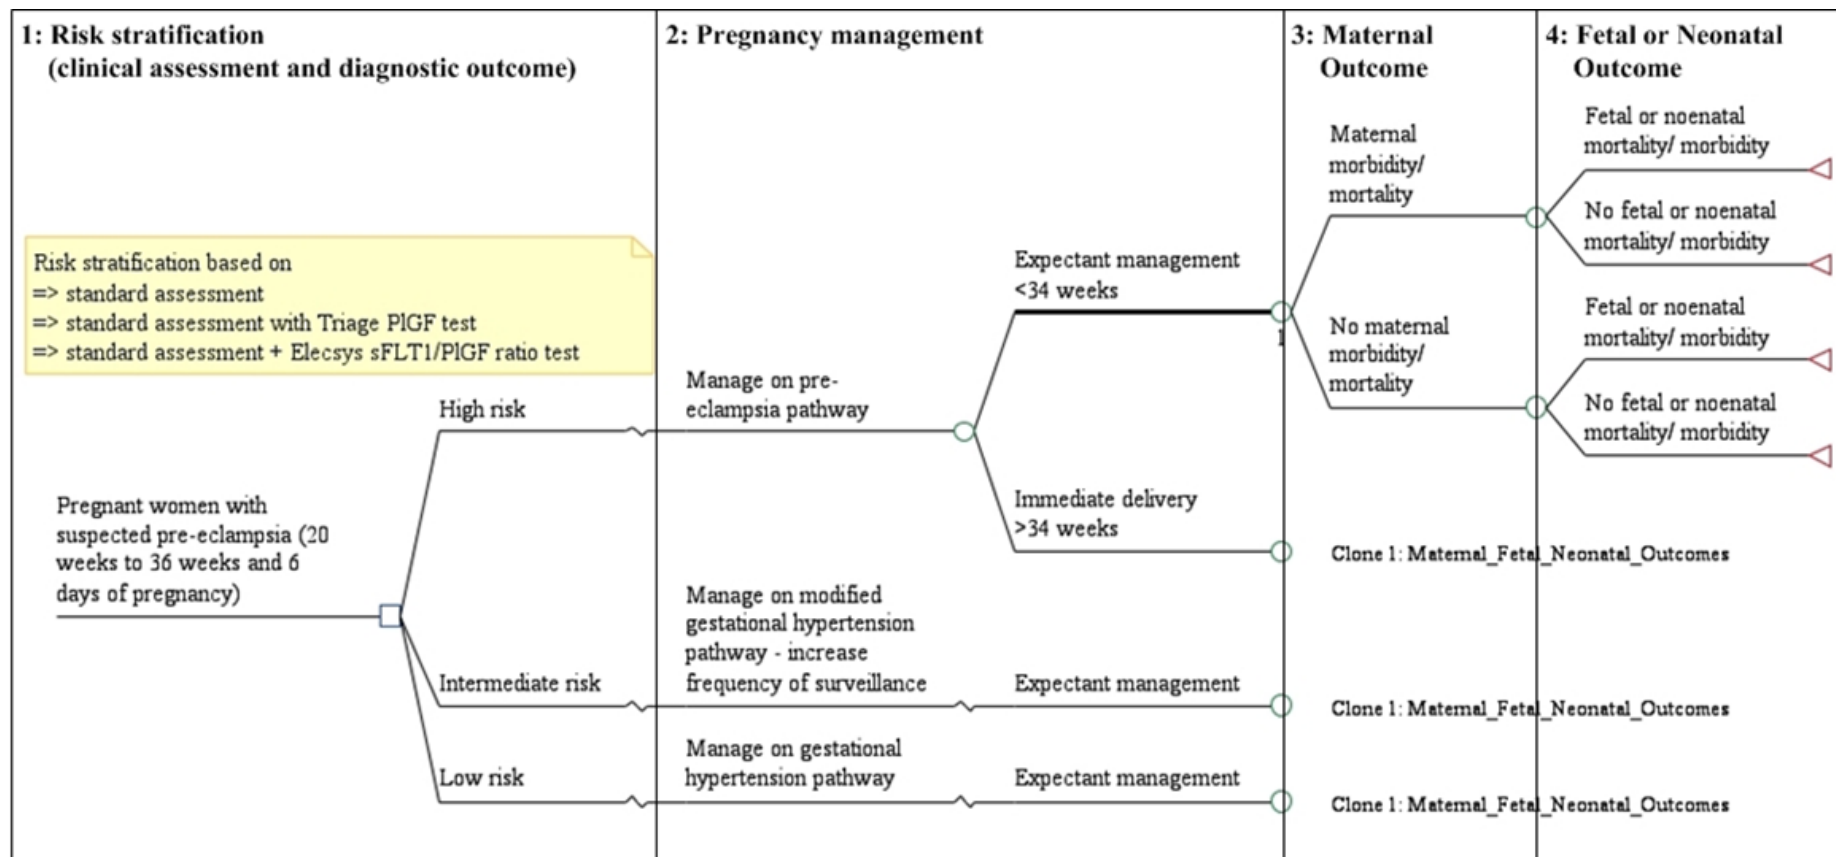 1: Risk stratification
(clinical assessment and diagnostic outcome)
2: Pregnancy management
3: Maternal
Outcome
4: Fetal or Neonatal
Outcome
Risk stratification based on
=> standard assessment
=> standard assessment with Triage PlGF test
=> standard assessment + Elecsys sFLT1/PlGF ratio test
Pregnant women with
suspected pre-eclampsia (20
weeks to 36 weeks and 6
days of pregnancy)
High risk
Manage on pre-
eclampsia pathway
Expectant management
<34 weeks
1
Maternal
morbidity/
mortality
Fetal or noenatal
mortality/ morbidity
No fetal or noenatal
mortality/ morbidity
No maternal
morbidity/
mortality
Fetal or noenatal
mortality/ morbidity
No fetal or noenatal
mortality/ morbidity
Immediate delivery
>34 weeks
Clone 1: Maternal_Fetal_Neonatal_Outcomes
Intermediate risk
Manage on modified
gestational hypertension
pathway - increase
frequency of surveillance
Expectant management
Clone 1: Maternal_Fetal_Neonatal_Outcomes
Low risk
Manage on gestational
hypertension pathway
Expectant management
Clone 1: Maternal_Fetal_Neonatal_Outcomes